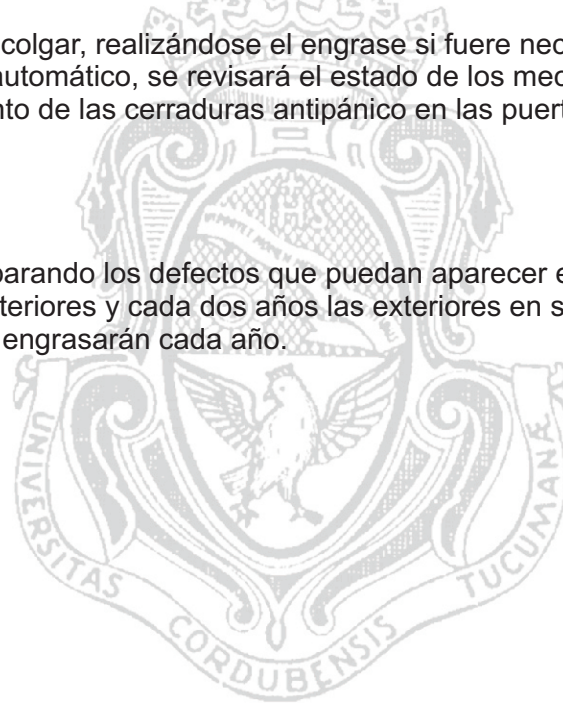 colgar, realizándose el engrase si fuere nec
automático, se revisará el estado de los mec
nto de las cerraduras antipánico en las puert
IHS
parando los defectos que puedan aparecer e
teriores y cada dos años las exteriores en s
engrasarán cada año.
UNIVERSITAS
CORDUBENSIS
TUCUMANÆ